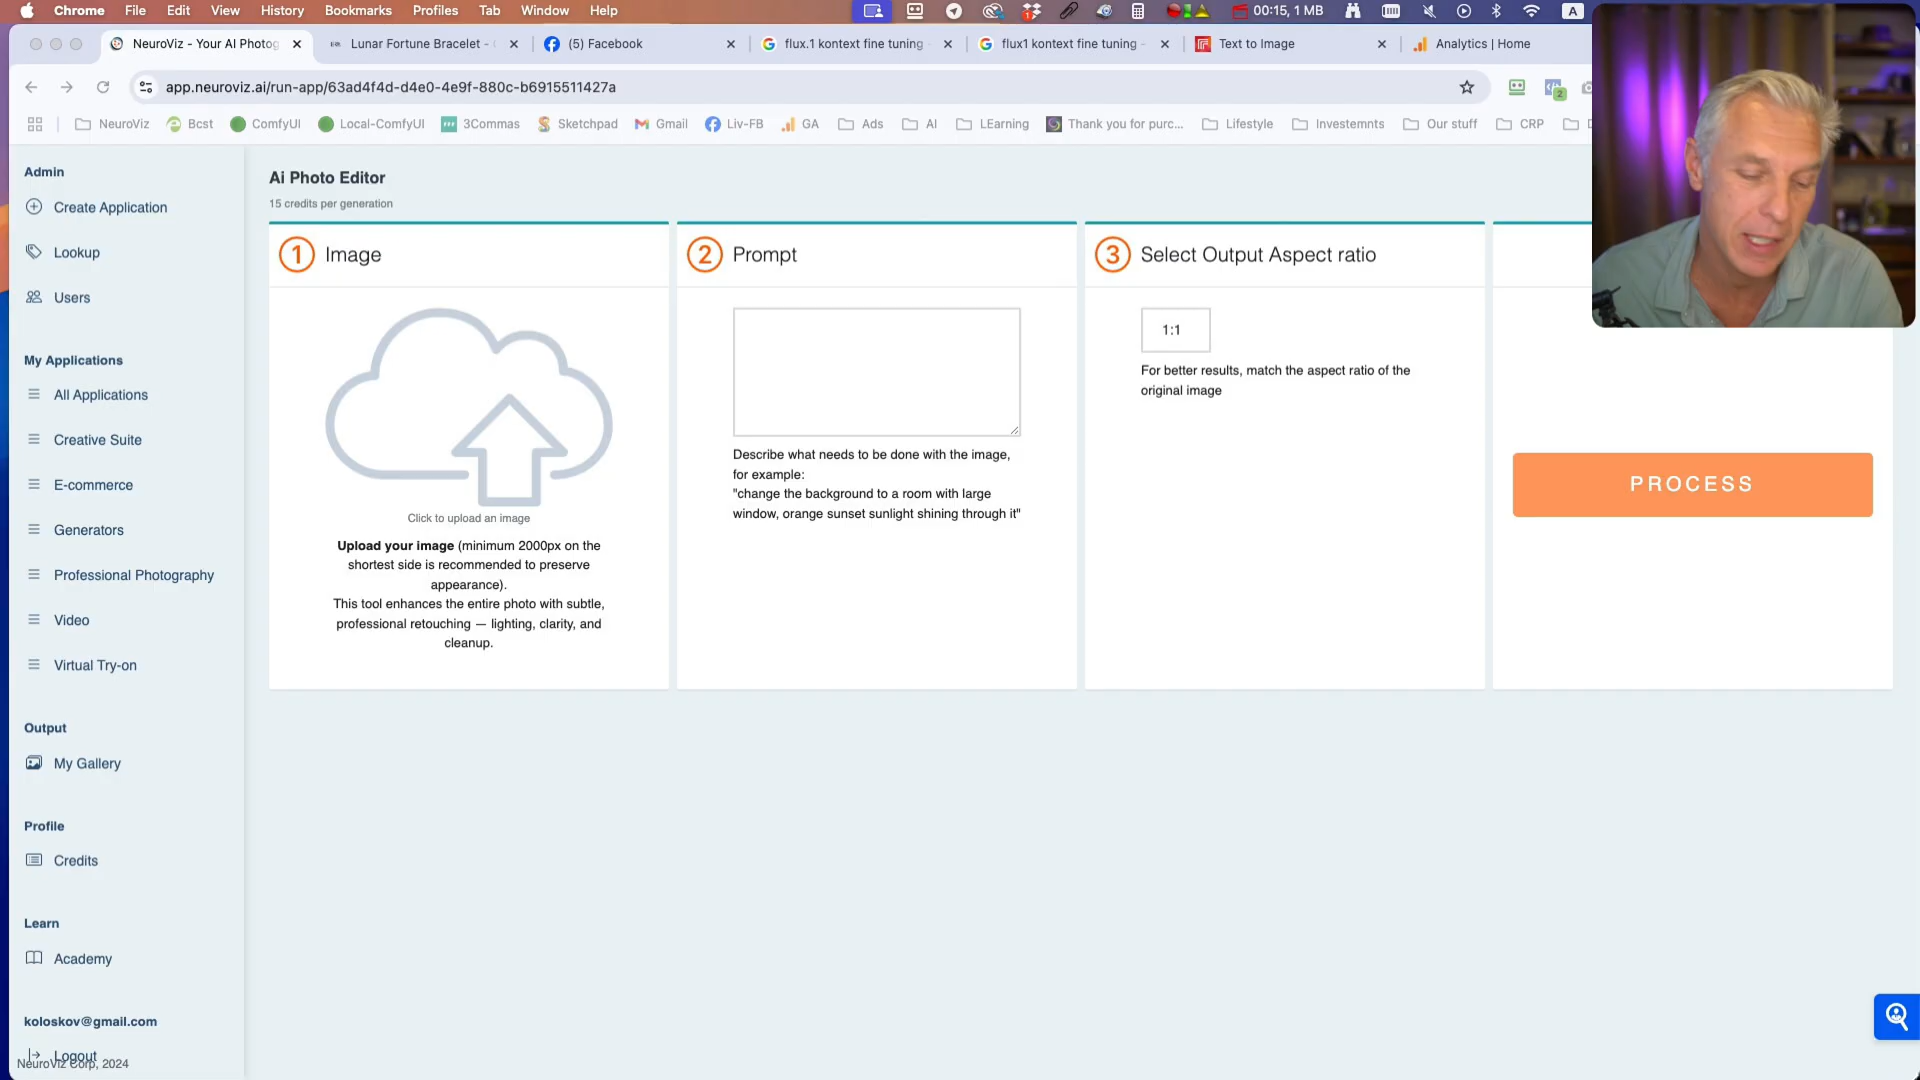 Chrome File Edit View History Bookmarks Profiles Tab Window Help 00:15, 1 MB A
NeuroViz - Your AI Photog Lunar Fortune Bracelet - (5) Facebook flux.1 kontext fine tuning flux1 kontext fine tuning - Text to Image Analytics | Home
app.neuroviz.ai/run-app/63ad4f4d-d4e0-4e9f-880c-b6915511427a 2
NeuroViz Bcst ComfyUI Local-ComfyUI 3Commas Sketchpad Gmail Liv-FB GA Ads AI LEarning Thank you for purc... Lifestyle Investemnts Our stuff CRP
Admin
Create Application
Lookup
Users
My Applications
All Applications
Creative Suite
E-commerce
Generators
Professional Photography
Video
Virtual Try-on
Output
My Gallery
Profile
Credits
Learn
Academy
koloskov@gmail.com
Logout
NeuroViz Corp, 2024
Ai Photo Editor
15 credits per generation
1 Image
Click to upload an image
Upload your image (minimum 2000px on the
shortest side is recommended to preserve
appearance).
This tool enhances the entire photo with subtle,
professional retouching — lighting, clarity, and
cleanup.
2 Prompt
Describe what needs to be done with the image,
for example:
"change the background to a room with large
window, orange sunset sunlight shining through it"
3 Select Output Aspect ratio
1:1
For better results, match the aspect ratio of the
original image
PROCESS